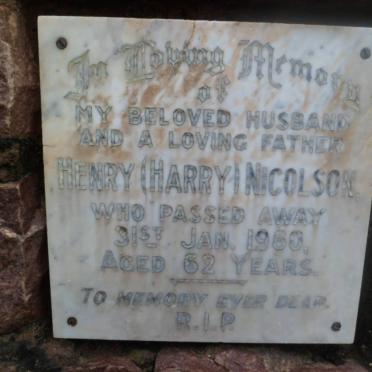 In Loving Memory
of
MY BELOVED HUSBAND
AND A LOVING FATHER
HENRY (HARRY) NICOLSON.
WHO PASSED AWAY
31ST JAN. 1960,
AGED 62 YEARS.
TO MEMORY EVER DEAR.
R.I.P.